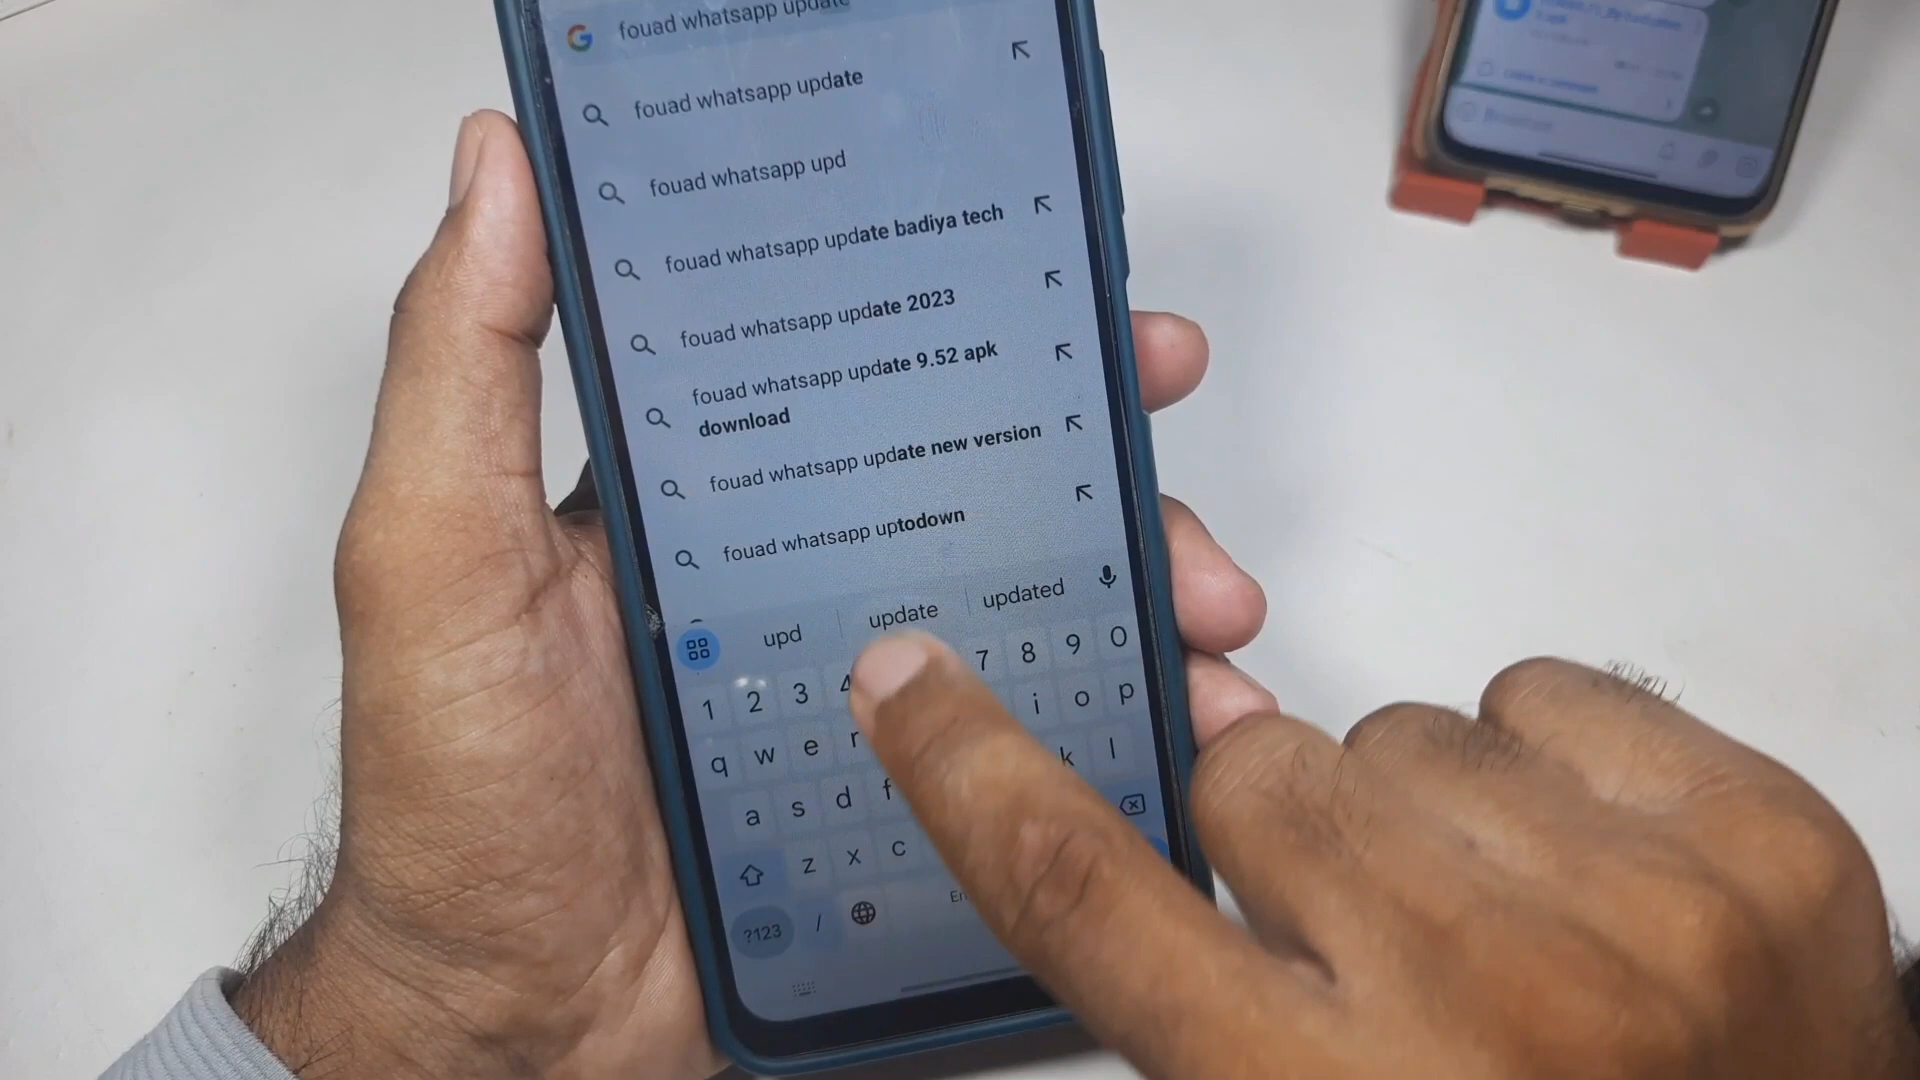 fouad whatsapp update
fouad whatsapp update
fouad whatsapp upd
fouad whatsapp update badiya tech
fouad whatsapp update 2023
fouad whatsapp update 9.52 apk
download
fouad whatsapp update new version
fouad whatsapp uptodown
upd update updated
1 2 3 4 7 8 9 0
q w e r i o p
a s d f k l
z x c
?123 / En